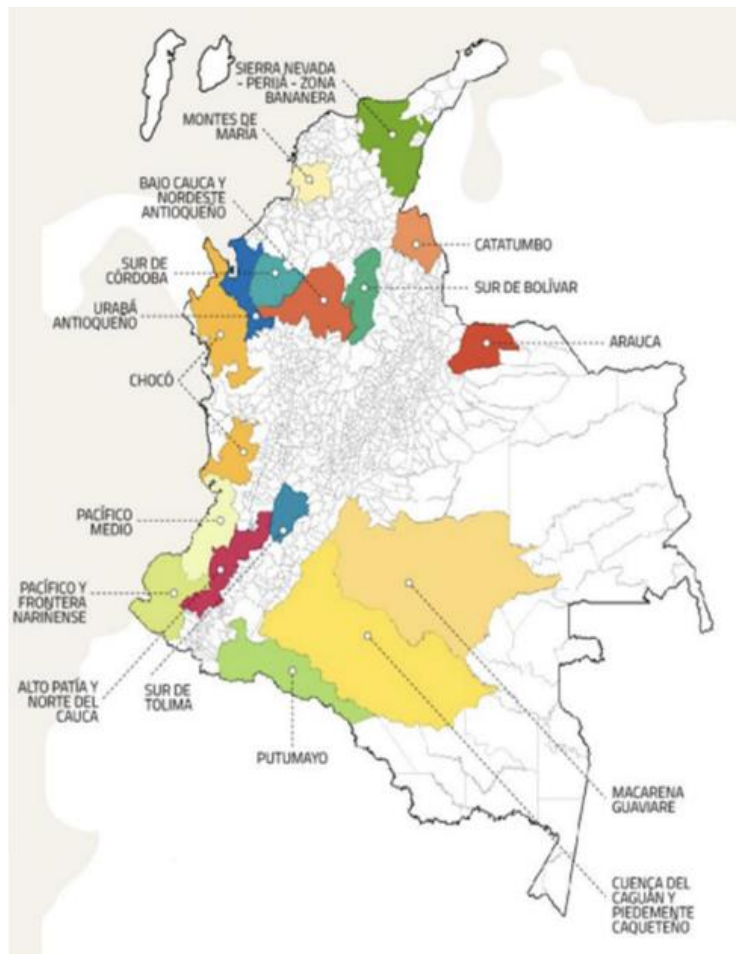 SIERRA NEVADA
- PERIJÁ - ZONA
BANANERA
MONTES DE
MARÍA
BAJO CAUCA Y
NORDESTE
ANTIOQUEÑO
CATATUMBO
SUR DE
CÓRDOBA
SUR DE BOLÍVAR
URABÁ
ANTIOQUEÑO
ARAUCA
CHOCÓ
PACÍFICO
MEDIO
PACÍFICO Y
FRONTERA
NARIÑENSE
ALTO PATÍA Y
NORTE DEL
CAUCA
SUR DE
TOLIMA
PUTUMAYO
MACARENA
GUAVIARE
CUENCA DEL
CAGUÁN Y
PIEDEMENTE
CAQUETEÑO